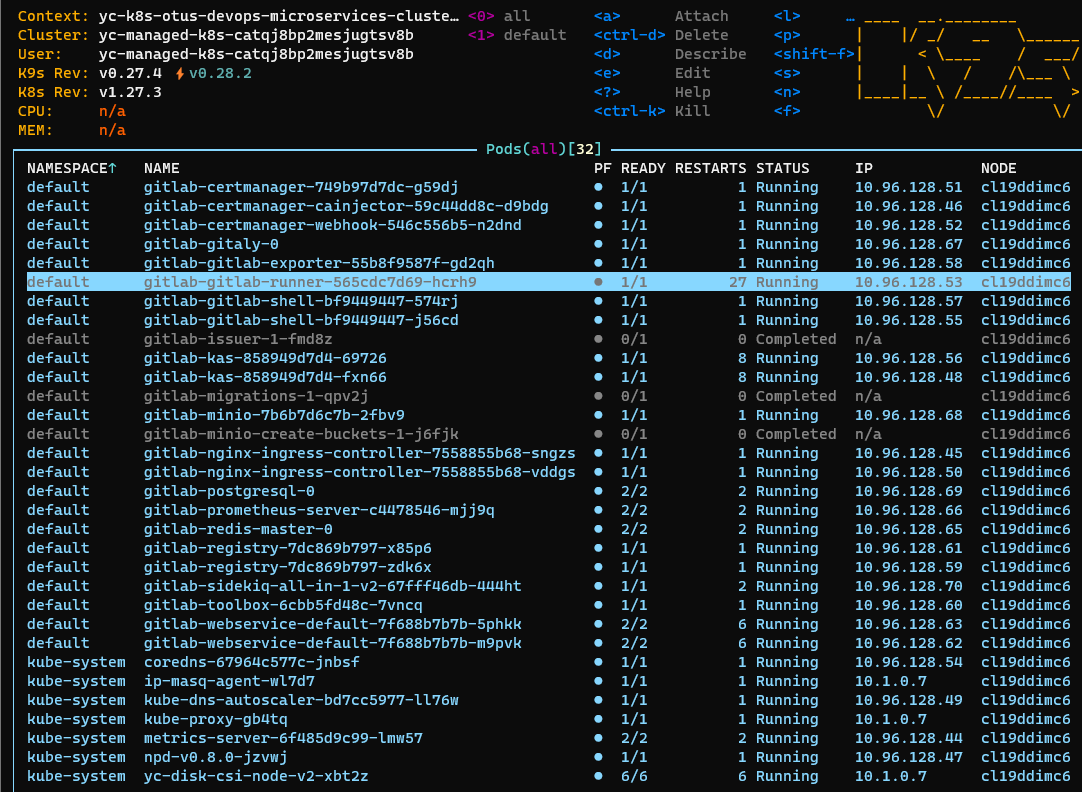 Context: yc-k8s-otus-devops-microservices-cluste… <0> all <a> Attach <l> …
Cluster: yc-managed-k8s-catqj8bp2mesjugtsv8b <1> default <ctrl-d> Delete <p>
User: yc-managed-k8s-catqj8bp2mesjugtsv8b <d> Describe <shift-f>
K9s Rev: v0.27.4 ⚡v0.28.2 <e> Edit <s>
K8s Rev: v1.27.3 <?> Help <n>
CPU: n/a <ctrl-k> Kill <f>
MEM: n/a
Pods(all)[32]
NAMESPACE↑ NAME PF READY RESTARTS STATUS IP NODE
default gitlab-certmanager-749b97d7dc-g59dj ● 1/1 1 Running 10.96.128.51 cl19ddimc6
default gitlab-certmanager-cainjector-59c44dd8c-d9bdg ● 1/1 1 Running 10.96.128.46 cl19ddimc6
default gitlab-certmanager-webhook-546c556b5-n2dnd ● 1/1 1 Running 10.96.128.52 cl19ddimc6
default gitlab-gitaly-0 ● 1/1 1 Running 10.96.128.67 cl19ddimc6
default gitlab-gitlab-exporter-55b8f9587f-gd2qh ● 1/1 1 Running 10.96.128.58 cl19ddimc6
default gitlab-gitlab-runner-565cdc7d69-hcrh9 ● 1/1 27 Running 10.96.128.53 cl19ddimc6
default gitlab-gitlab-shell-bf9449447-574rj ● 1/1 1 Running 10.96.128.57 cl19ddimc6
default gitlab-gitlab-shell-bf9449447-j56cd ● 1/1 1 Running 10.96.128.55 cl19ddimc6
default gitlab-issuer-1-fmd8z ● 0/1 0 Completed n/a cl19ddimc6
default gitlab-kas-858949d7d4-69726 ● 1/1 8 Running 10.96.128.56 cl19ddimc6
default gitlab-kas-858949d7d4-fxn66 ● 1/1 8 Running 10.96.128.48 cl19ddimc6
default gitlab-migrations-1-qpv2j ● 0/1 0 Completed n/a cl19ddimc6
default gitlab-minio-7b6b7d6c7b-2fbv9 ● 1/1 1 Running 10.96.128.68 cl19ddimc6
default gitlab-minio-create-buckets-1-j6fjk ● 0/1 0 Completed n/a cl19ddimc6
default gitlab-nginx-ingress-controller-7558855b68-sngzs ● 1/1 1 Running 10.96.128.45 cl19ddimc6
default gitlab-nginx-ingress-controller-7558855b68-vddgs ● 1/1 1 Running 10.96.128.50 cl19ddimc6
default gitlab-postgresql-0 ● 2/2 2 Running 10.96.128.69 cl19ddimc6
default gitlab-prometheus-server-c4478546-mjj9q ● 2/2 2 Running 10.96.128.66 cl19ddimc6
default gitlab-redis-master-0 ● 2/2 2 Running 10.96.128.65 cl19ddimc6
default gitlab-registry-7dc869b797-x85p6 ● 1/1 1 Running 10.96.128.61 cl19ddimc6
default gitlab-registry-7dc869b797-zdk6x ● 1/1 1 Running 10.96.128.59 cl19ddimc6
default gitlab-sidekiq-all-in-1-v2-67fff46db-444ht ● 1/1 2 Running 10.96.128.70 cl19ddimc6
default gitlab-toolbox-6cbb5fd48c-7vncq ● 1/1 1 Running 10.96.128.60 cl19ddimc6
default gitlab-webservice-default-7f688b7b7b-5phkk ● 2/2 6 Running 10.96.128.63 cl19ddimc6
default gitlab-webservice-default-7f688b7b7b-m9pvk ● 2/2 6 Running 10.96.128.62 cl19ddimc6
kube-system coredns-67964c577c-jnbsf ● 1/1 1 Running 10.96.128.54 cl19ddimc6
kube-system ip-masq-agent-wl7d7 ● 1/1 1 Running 10.1.0.7 cl19ddimc6
kube-system kube-dns-autoscaler-bd7cc5977-ll76w ● 1/1 1 Running 10.96.128.49 cl19ddimc6
kube-system kube-proxy-gb4tq ● 1/1 1 Running 10.1.0.7 cl19ddimc6
kube-system metrics-server-6f485d9c99-lmw57 ● 2/2 2 Running 10.96.128.44 cl19ddimc6
kube-system npd-v0.8.0-jzvwj ● 1/1 1 Running 10.96.128.47 cl19ddimc6
kube-system yc-disk-csi-node-v2-xbt2z ● 6/6 6 Running 10.1.0.7 cl19ddimc6